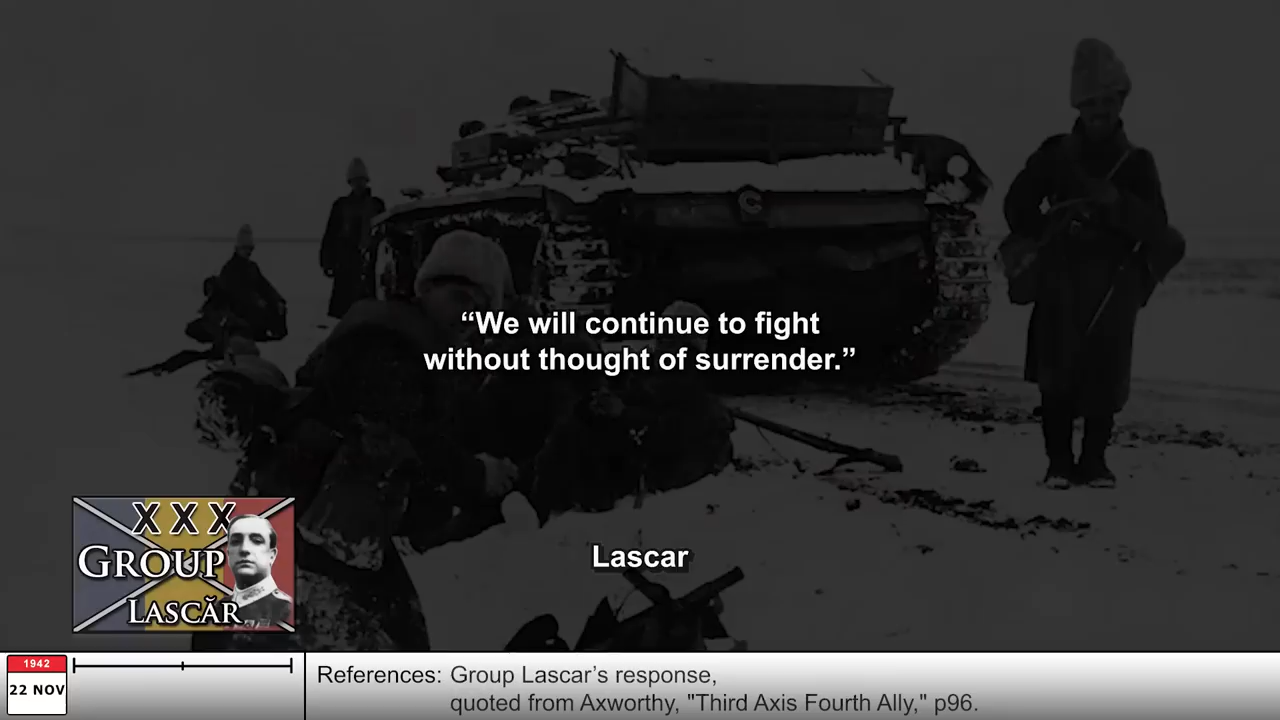 “We will continue to fight
without thought of surrender.”
Lascar
XXX
GROUP
LASCĂR
1942
22 NOV
References: Group Lascar’s response,
quoted from Axworthy, "Third Axis Fourth Ally," p96.